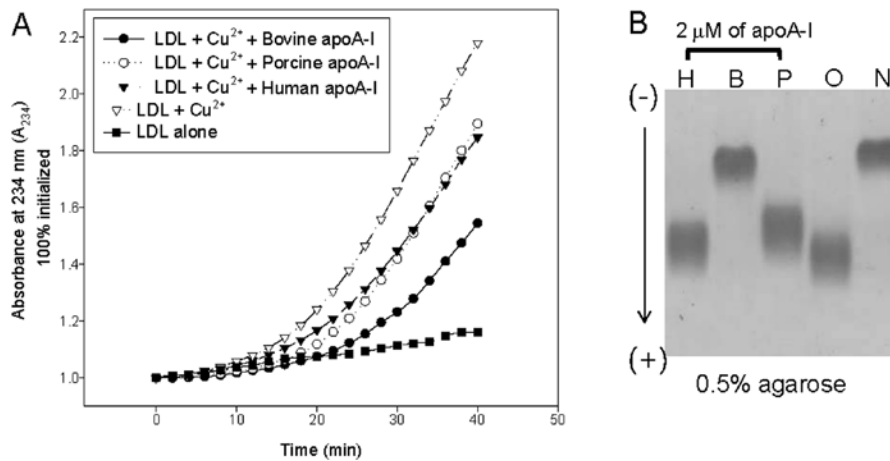 A
Absorbance at 234 nm (A234)
100% initialized
2.2
2.0
1.8
1.6
1.4
1.2
1.0
LDL + Cu²⁺ + Bovine apoA-I
LDL + Cu²⁺ + Porcine apoA-I
LDL + Cu²⁺ + Human apoA-I
LDL + Cu²⁺
LDL alone
0 10 20 30 40 50
Time (min)
B
2 μM of apoA-I
H B P O N
(-)
(+)
0.5% agarose